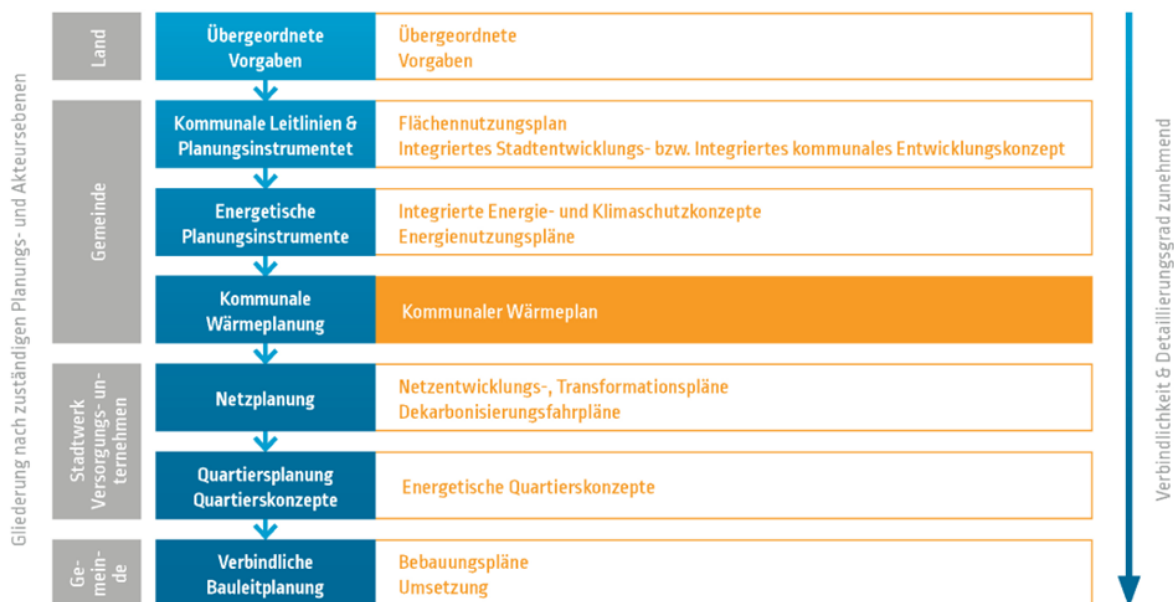 Gliederung nach zuständigen Planungs- und Akteursebenen
Land
Übergeordnete
Vorgaben
Übergeordnete
Vorgaben
Gemeinde
Kommunale Leitlinien &
Planungsinstrumentet
Flächennutzungsplan
Integriertes Stadtentwicklungs- bzw. Integriertes kommunales Entwicklungskonzept
Energetische
Planungsinstrumente
Integrierte Energie- und Klimaschutzkonzepte
Energienutzungspläne
Kommunale
Wärmeplanung
Kommunaler Wärmeplan
Stadtwerk
Versorgungs-un-
ternehmen
Netzplanung
Netzentwicklungs-, Transformationspläne
Dekarbonisierungsfahrpläne
Quartiersplanung
Quartierskonzepte
Energetische Quartierskonzepte
Ge-
mein-
de
Verbindliche
Bauleitplanung
Bebauungspläne
Umsetzung
Verbindlichkeit & Detaillierungsgrad zunehmend